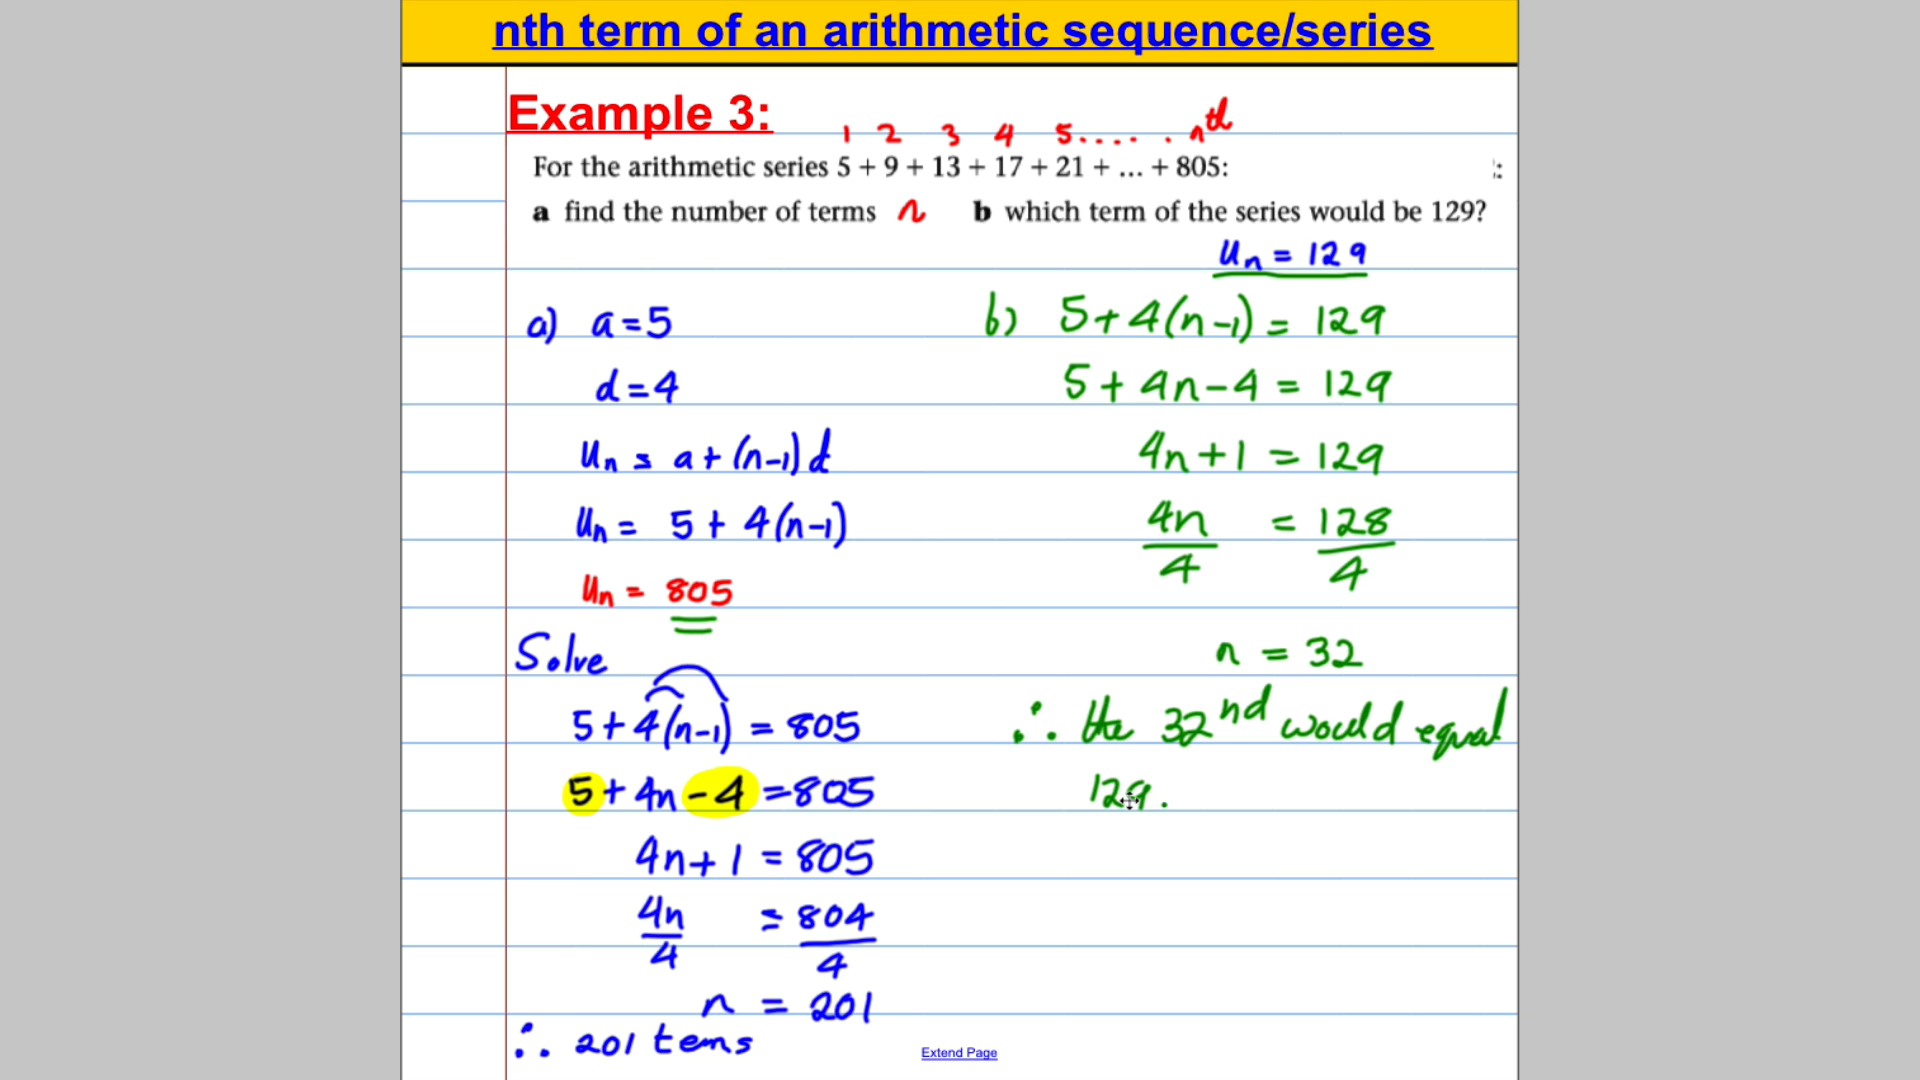 nth term of an arithmetic sequence/series
Example 3:
1 2 3 4 5..... . nth
For the arithmetic series 5 + 9 + 13 + 17 + 21 + ... + 805:
a find the number of terms n b which term of the series would be 129?
Un = 129
a) a = 5
d = 4
Un = a + (n-1)d
Un = 5 + 4(n-1)
Un = 805
Solve
5 + 4(n-1) = 805
5 + 4n - 4 = 805
4n + 1 = 805
4n/4 = 804/4
n = 201
∴ 201 tems
b) 5 + 4(n-1) = 129
5 + 4n - 4 = 129
4n + 1 = 129
4n/4 = 128/4
n = 32
∴ the 32nd would equal
129.
Extend Page